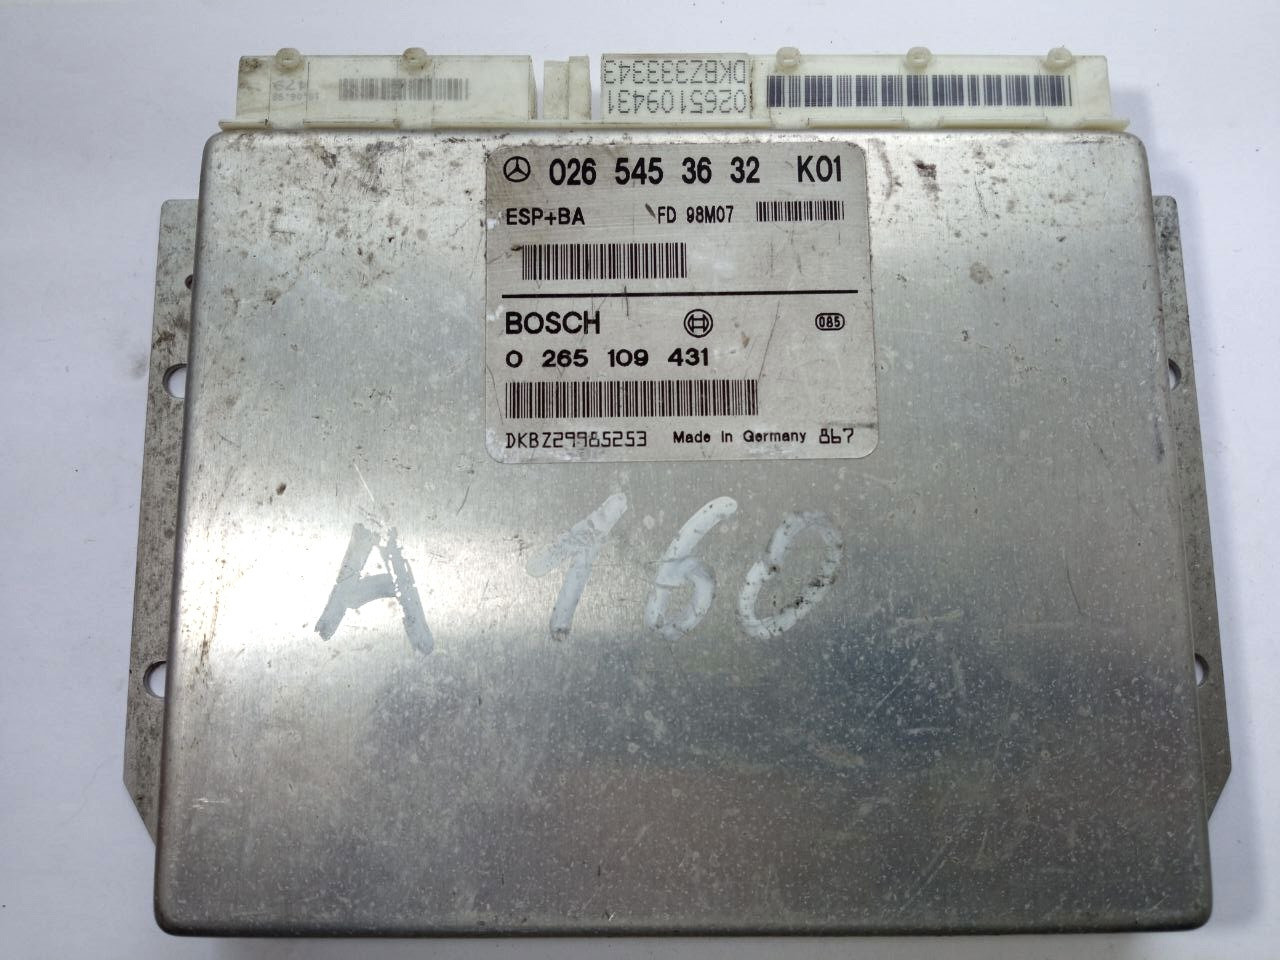 479
0265109431
DKBZ333343
026 545 36 32 K01
ESP+BA FD 98M07
BOSCH
085
0 265 109 431
DKBZ29985253 Made in Germany 867
A 160